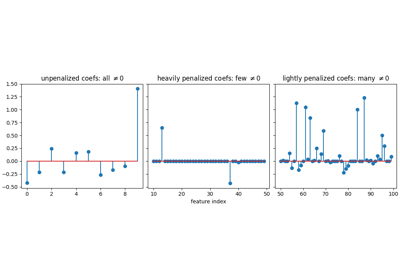 unpenalized coefs: all ≠0
heavily penalized coefs: few ≠0
lightly penalized coefs: many ≠0
1.50
1.25
1.00
0.75
0.50
0.25
0.00
−0.25
−0.50
0 2 4 6 8
10 20 30 40 50
50 60 70 80 90 100
feature index